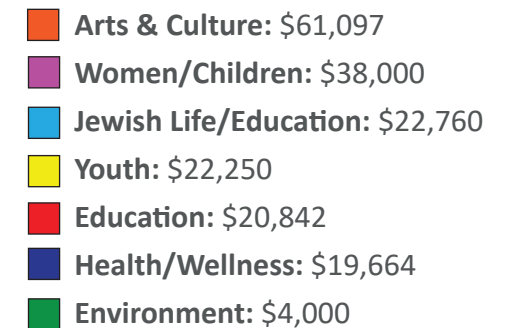 Arts & Culture: $61,097
Women/Children: $38,000
Jewish Life/Education: $22,760
Youth: $22,250
Education: $20,842
Health/Wellness: $19,664
Environment: $4,000